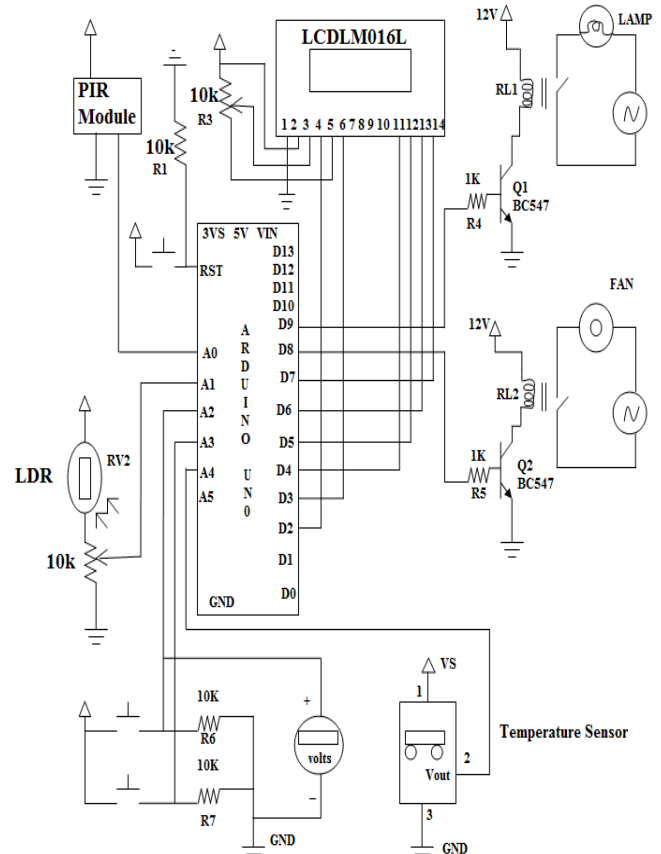 12V
LAMP
LCDLM016L
RL1
PIR
Module
10k
R3
1 2 3 4 5 6 7 8 9 10 11 12 13 14
10k
R1
1K
R4
Q1
BC547
3VS 5V VIN
D13
RST
D12
D11
D10
D9
A0
D8
A1
D7
A2
D6
A3
D5
A4
D4
A5
D3
D2
D1
D0
GND
ARDUINO UN0
FAN
12V
RL2
1K
R5
Q2
BC547
LDR
RV2
10k
10K
R6
10K
R7
+
volts
–
GND
VS
1
Vout
2
3
GND
Temperature Sensor